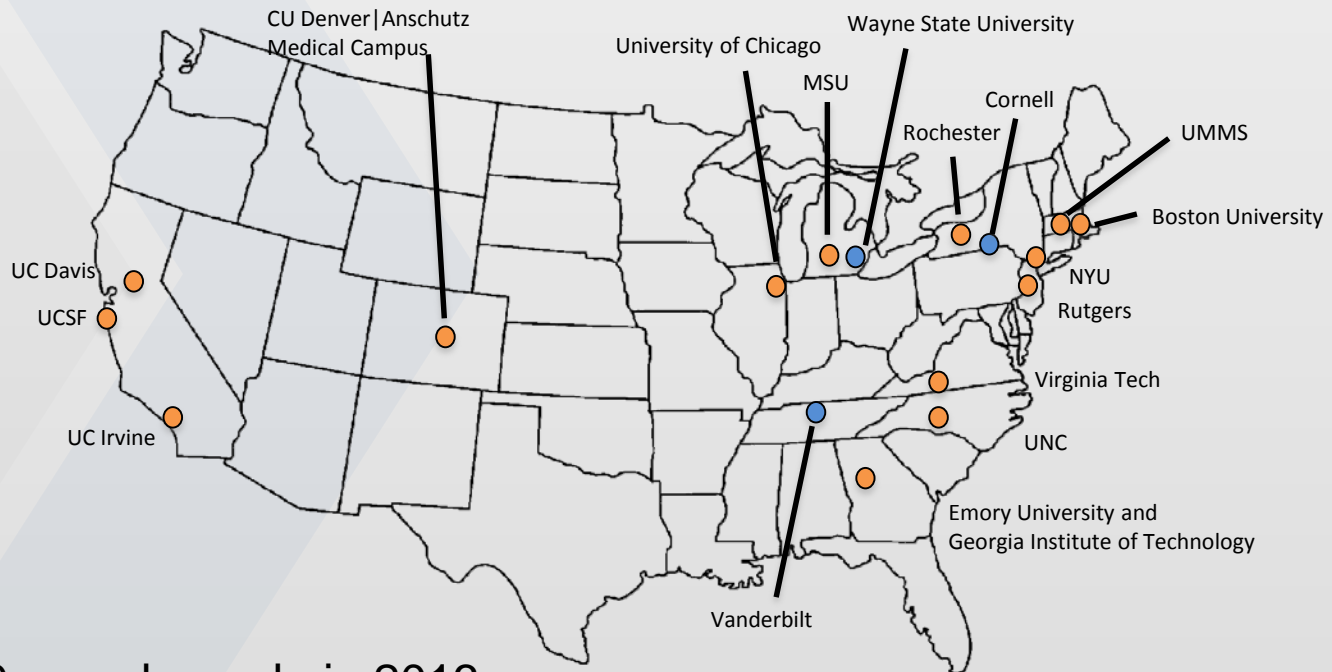 CU Denver|Anschutz
Medical Campus
Wayne State University
University of Chicago
MSU
Cornell
Rochester
UMMS
Boston University
UC Davis
NYU
UCSF
Rutgers
Virginia Tech
UC Irvine
UNC
Emory University and
Georgia Institute of Technology
Vanderbilt